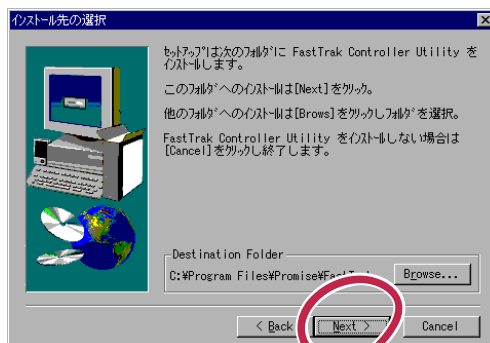 インストール先の選択
ｾｯﾄｱｯﾌﾟは次のﾌｫﾙﾀﾞに FastTrak Controller Utility を
ｲﾝｽﾄｰﾙします。
このﾌｫﾙﾀﾞへのｲﾝｽﾄｰﾙは[Next]をｸﾘｯｸ。
他のﾌｫﾙﾀﾞへのｲﾝｽﾄｰﾙは[Brows]をｸﾘｯｸしﾌｫﾙﾀﾞを選択。
FastTrak Controller Utility をｲﾝｽﾄｰﾙしない場合は
[Cancel]をｸﾘｯｸし終了します。
Destination Folder
C:¥Program Files¥Promise¥FastTrak
Browse...
< Back
Next >
Cancel